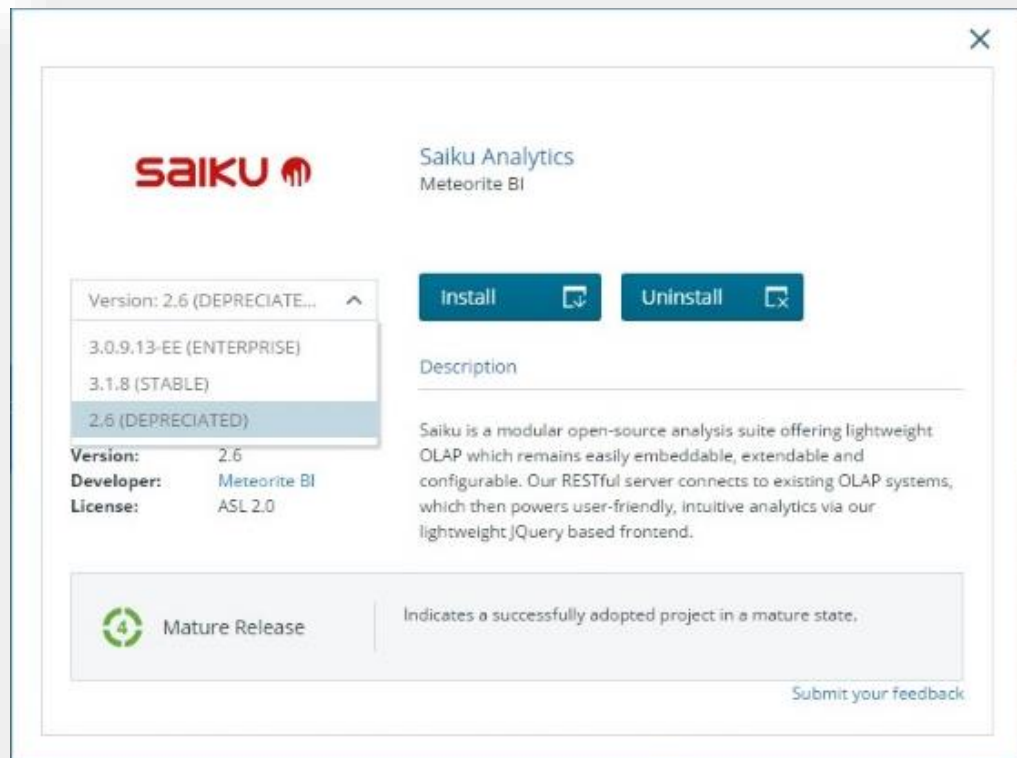 saiku
Saiku Analytics
Meteorite BI
Version: 2.6 (DEPRECIATE...
3.0.9.13-EE (ENTERPRISE)
3.1.8 (STABLE)
2.6 (DEPRECIATED)
Version: 2.6
Developer: Meteorite BI
License: ASL 2.0
Install
Uninstall
Description
Saiku is a modular open-source analysis suite offering lightweight
OLAP which remains easily embeddable, extendable and
configurable. Our RESTful server connects to existing OLAP systems,
which then powers user-friendly, intuitive analytics via our
lightweight JQuery based frontend.
4
Mature Release
Indicates a successfully adopted project in a mature state.
Submit your feedback